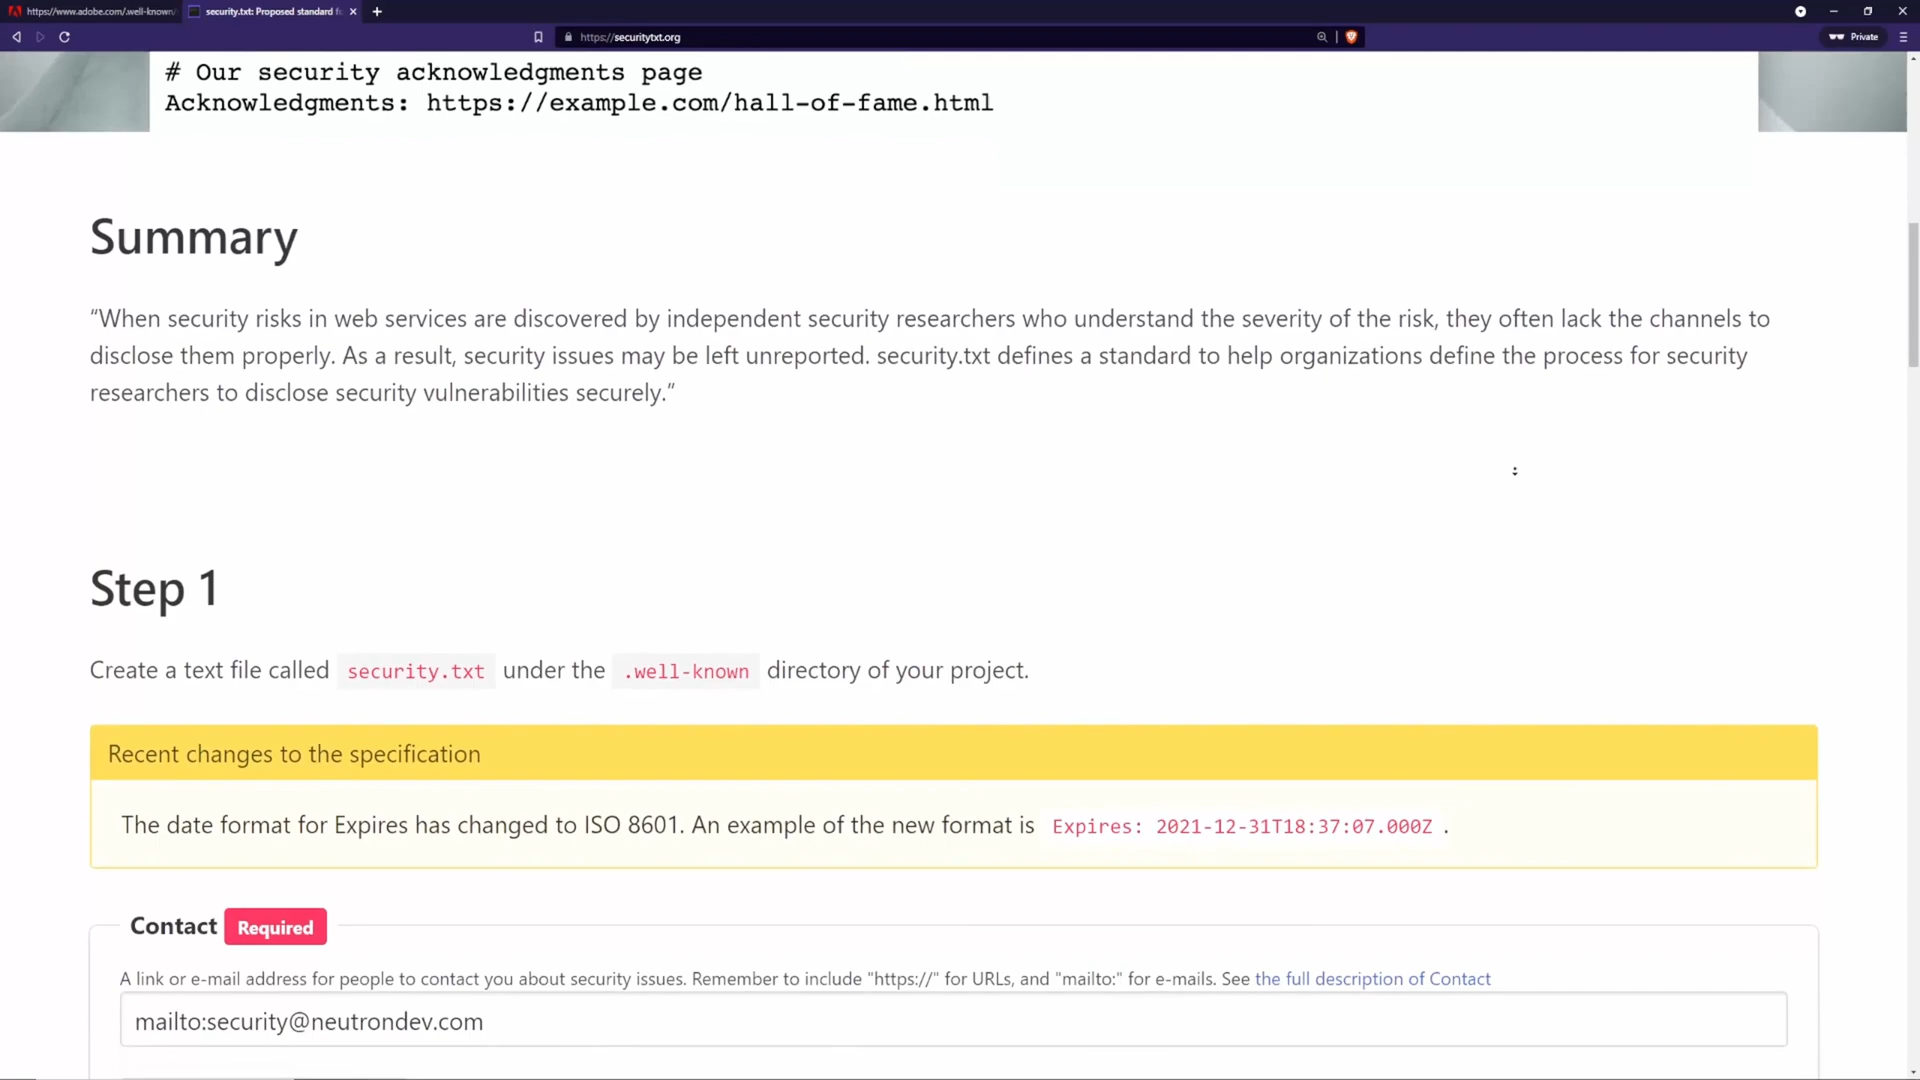 https://www.adobe.com/.well-known/
security.txt: Proposed standard f
https://securitytxt.org
Private
# Our security acknowledgments page
Acknowledgments: https://example.com/hall-of-fame.html
Summary
“When security risks in web services are discovered by independent security researchers who understand the severity of the risk, they often lack the channels to
disclose them properly. As a result, security issues may be left unreported. security.txt defines a standard to help organizations define the process for security
researchers to disclose security vulnerabilities securely.”
Step 1
Create a text file called security.txt under the .well-known directory of your project.
Recent changes to the specification
The date format for Expires has changed to ISO 8601. An example of the new format is Expires: 2021-12-31T18:37:07.000Z .
Contact Required
A link or e-mail address for people to contact you about security issues. Remember to include "https://" for URLs, and "mailto:" for e-mails. See the full description of Contact
mailto:security@neutrondev.com